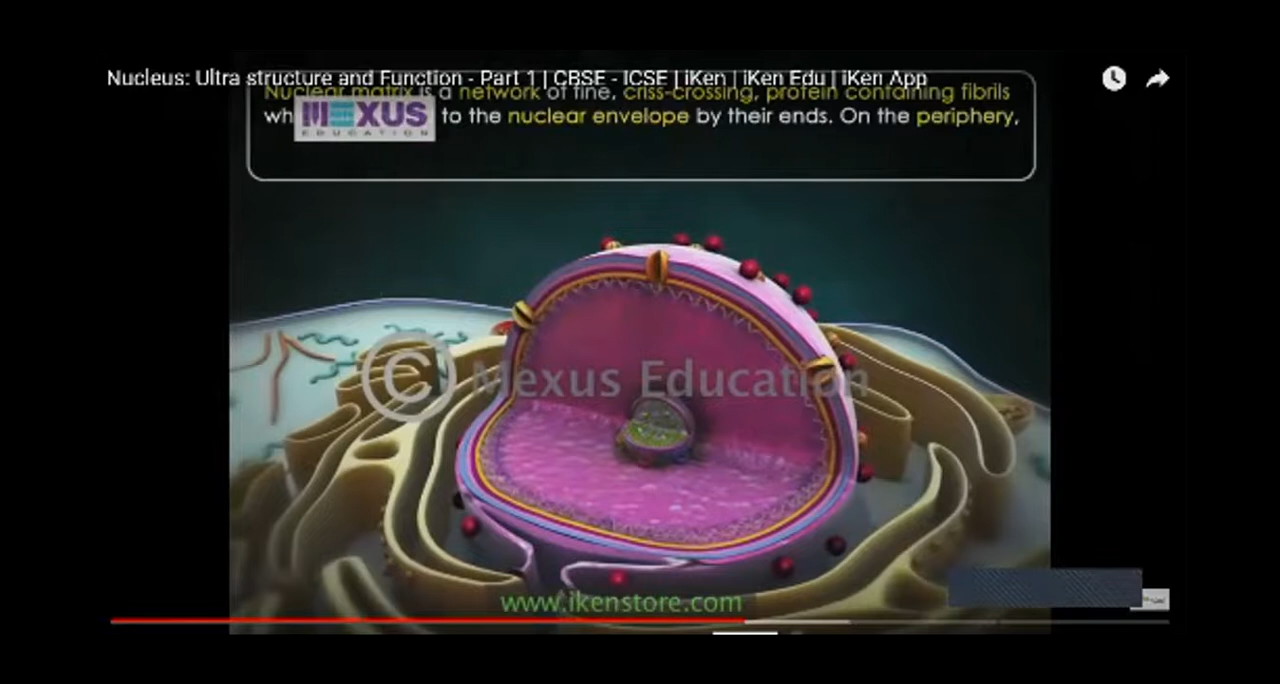 Nucleus: Ultra structure and Function - Part 1 | CBSE - ICSE | iKen | iKen Edu | iKen App
Nuclear matrix is a network of fine, criss-crossing, protein containing fibrils
wh to the nuclear envelope by their ends. On the periphery,
MEXUS
EDUCATION
© Mexus Education
www.ikenstore.com